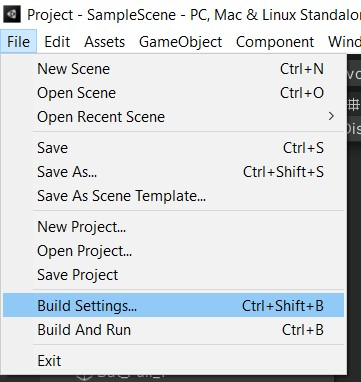 Project - SampleScene - PC, Mac & Linux Standalon
File Edit Assets GameObject Component Wind
New Scene Ctrl+N
Open Scene Ctrl+O
Open Recent Scene >
Save Ctrl+S
Save As... Ctrl+Shift+S
Save As Scene Template...
New Project...
Open Project...
Save Project
Build Settings... Ctrl+Shift+B
Build And Run Ctrl+B
Exit